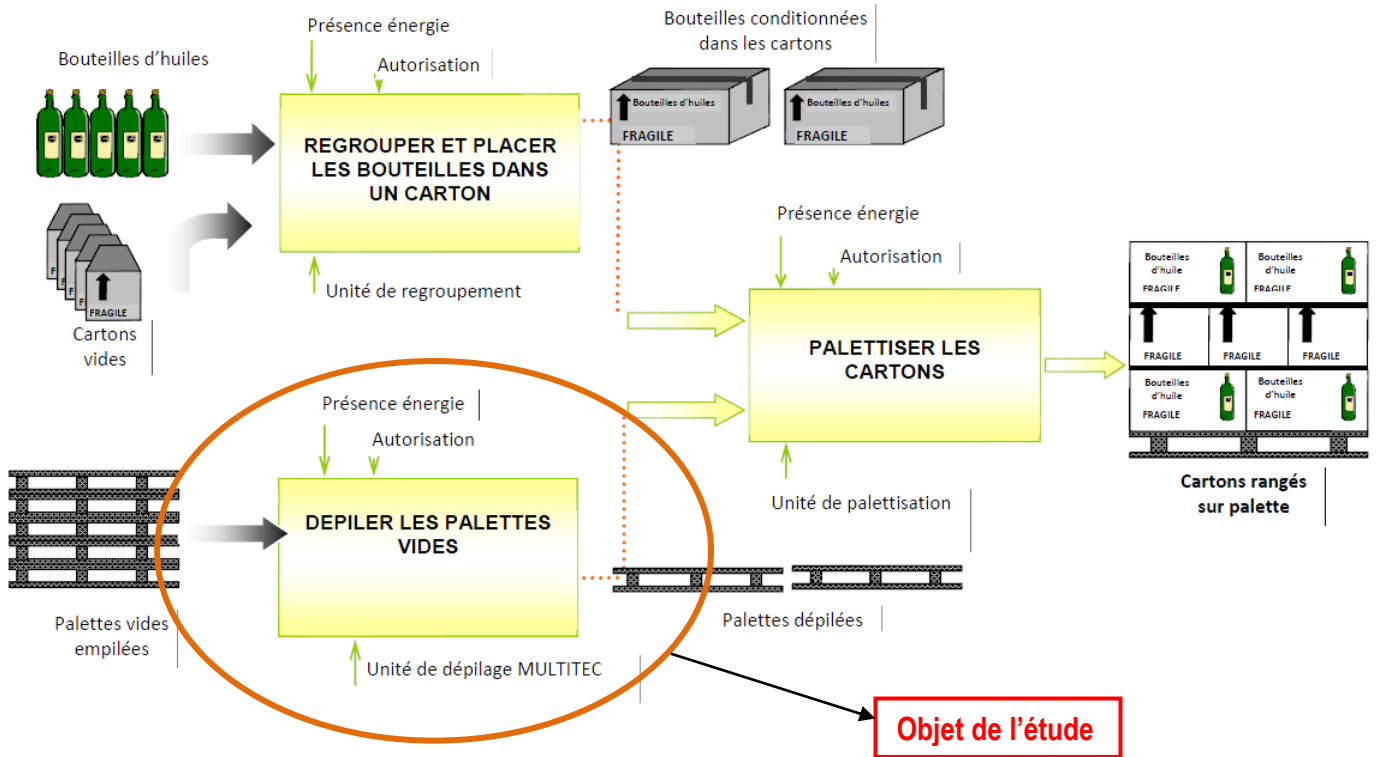 Présence énergie
Autorisation
Bouteilles d'huiles
REGROUPER ET PLACER
LES BOUTEILLES DANS
UN CARTON
Unité de regroupement
FRAGILE
Cartons
vides
Bouteilles conditionnées
dans les cartons
Bouteilles d'huiles
FRAGILE
Bouteilles d'huiles
FRAGILE
Présence énergie
Autorisation
PALETTISER LES
CARTONS
Unité de palettisation
Bouteilles
d'huile
FRAGILE
Bouteilles
d'huile
FRAGILE
FRAGILE
FRAGILE
FRAGILE
Bouteilles
d'huile
FRAGILE
Bouteilles
d'huile
FRAGILE
Cartons rangés
sur palette
Présence énergie
Autorisation
DEPILER LES PALETTES
VIDES
Palettes vides
empilées
Unité de dépilage MULTITEC
Palettes dépilées
Objet de l'étude